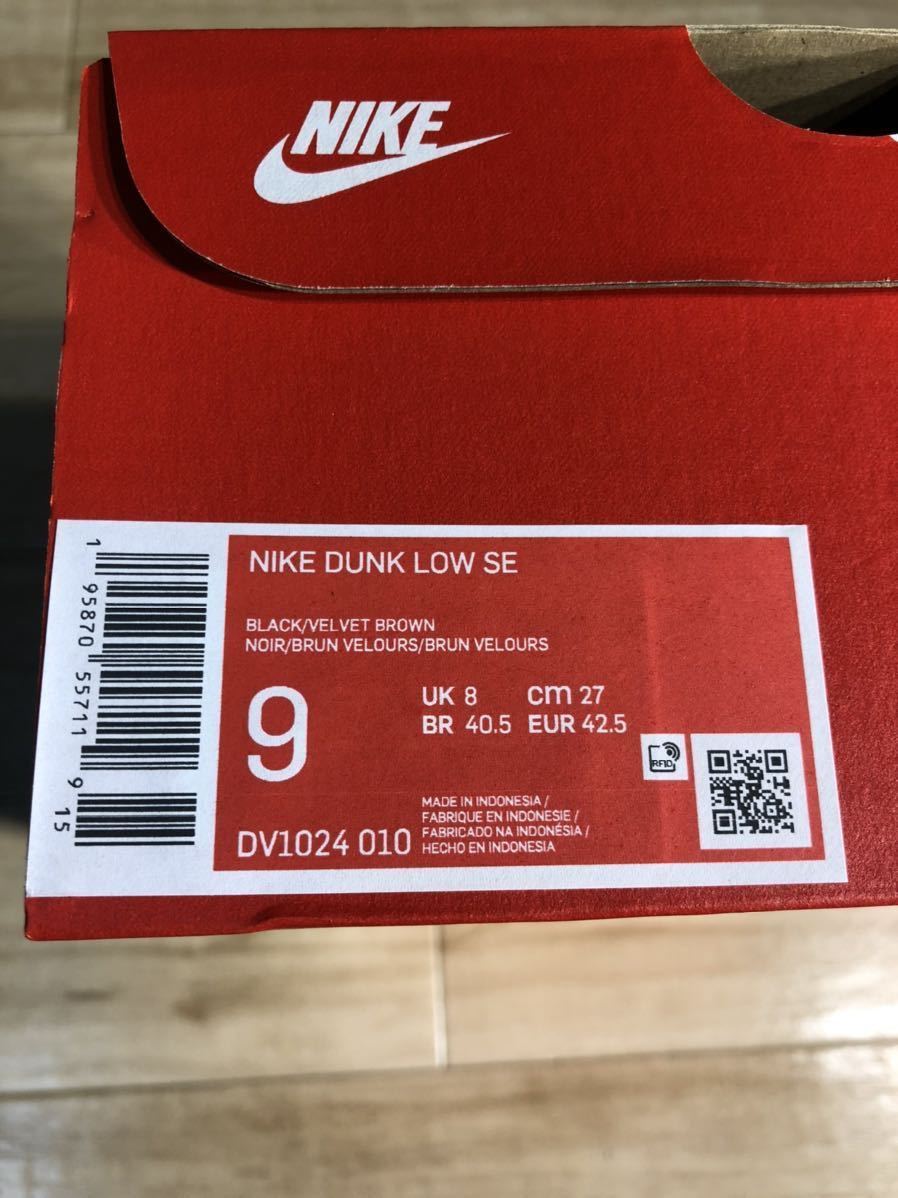 NIKE
NIKE DUNK LOW SE
BLACK/VELVET BROWN
NOIR/BRUN VELOURS/BRUN VELOURS
9
UK 8 cm 27
BR 40.5 EUR 42.5
RFID
DV1024 010
MADE IN INDONESIA /
FABRIQUE EN INDONESIE /
FABRICADO NA INDONÉSIA /
HECHO EN INDONESIA
1 95870 55711 9 15